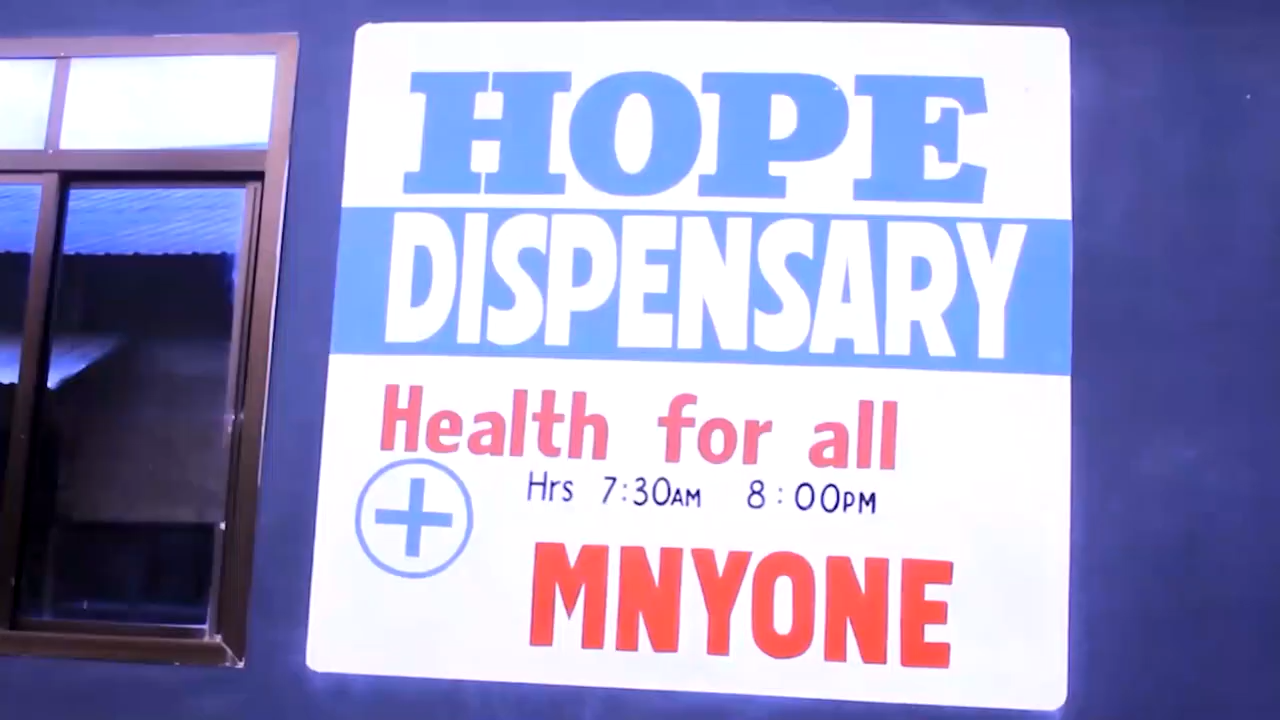 HOPE
DISPENSARY
Health for all
Hrs 7:30AM 8:00PM
MNYONE